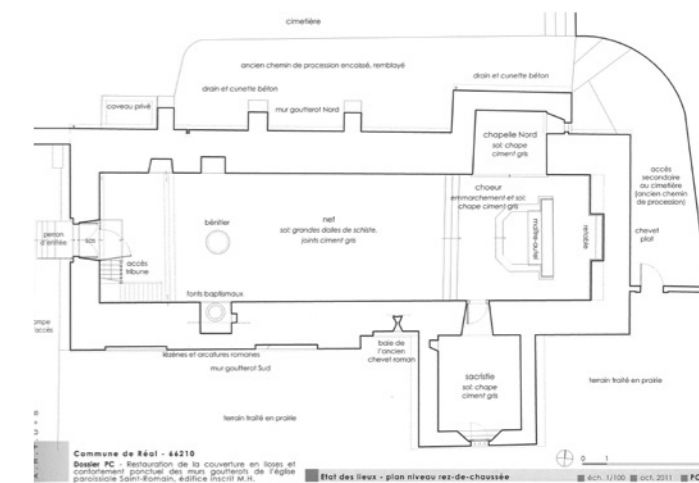 cimetière
ancien chemin de procession encaissé, remblayé
drain et cunette béton
drain et cunette béton
caveau privé
mur goutterot Nord
chapelle Nord
sol: chape
ciment gris
accès
secondaire
au cimetière
(ancien chemin
de procession)
choeur
emmarchement et sol:
chape ciment gris
nef
sol: grandes dalles de schiste,
joints ciment gris
bénitier
maître-autel
retable
chevet
plat
perron
d'entrée
sas
accès
tribune
fonts baptismaux
ampe
d'accès
lésènes et arcatures romanes
mur goutterot Sud
baie de
l'ancien
chevet roman
sacristie
sol: chape
ciment gris
terrain traité en prairie
terrain traité en prairie
Commune de Réal - 66210
Dossier PC - Restauration de la couverture en lloses et
confortement ponctuel des murs goutterots de l'église
paroissiale Saint-Romain, édifice inscrit M.H.
Etat des lieux - plan niveau rez-de-chaussée
0 1
éch. 1/100
oct. 2011
PC